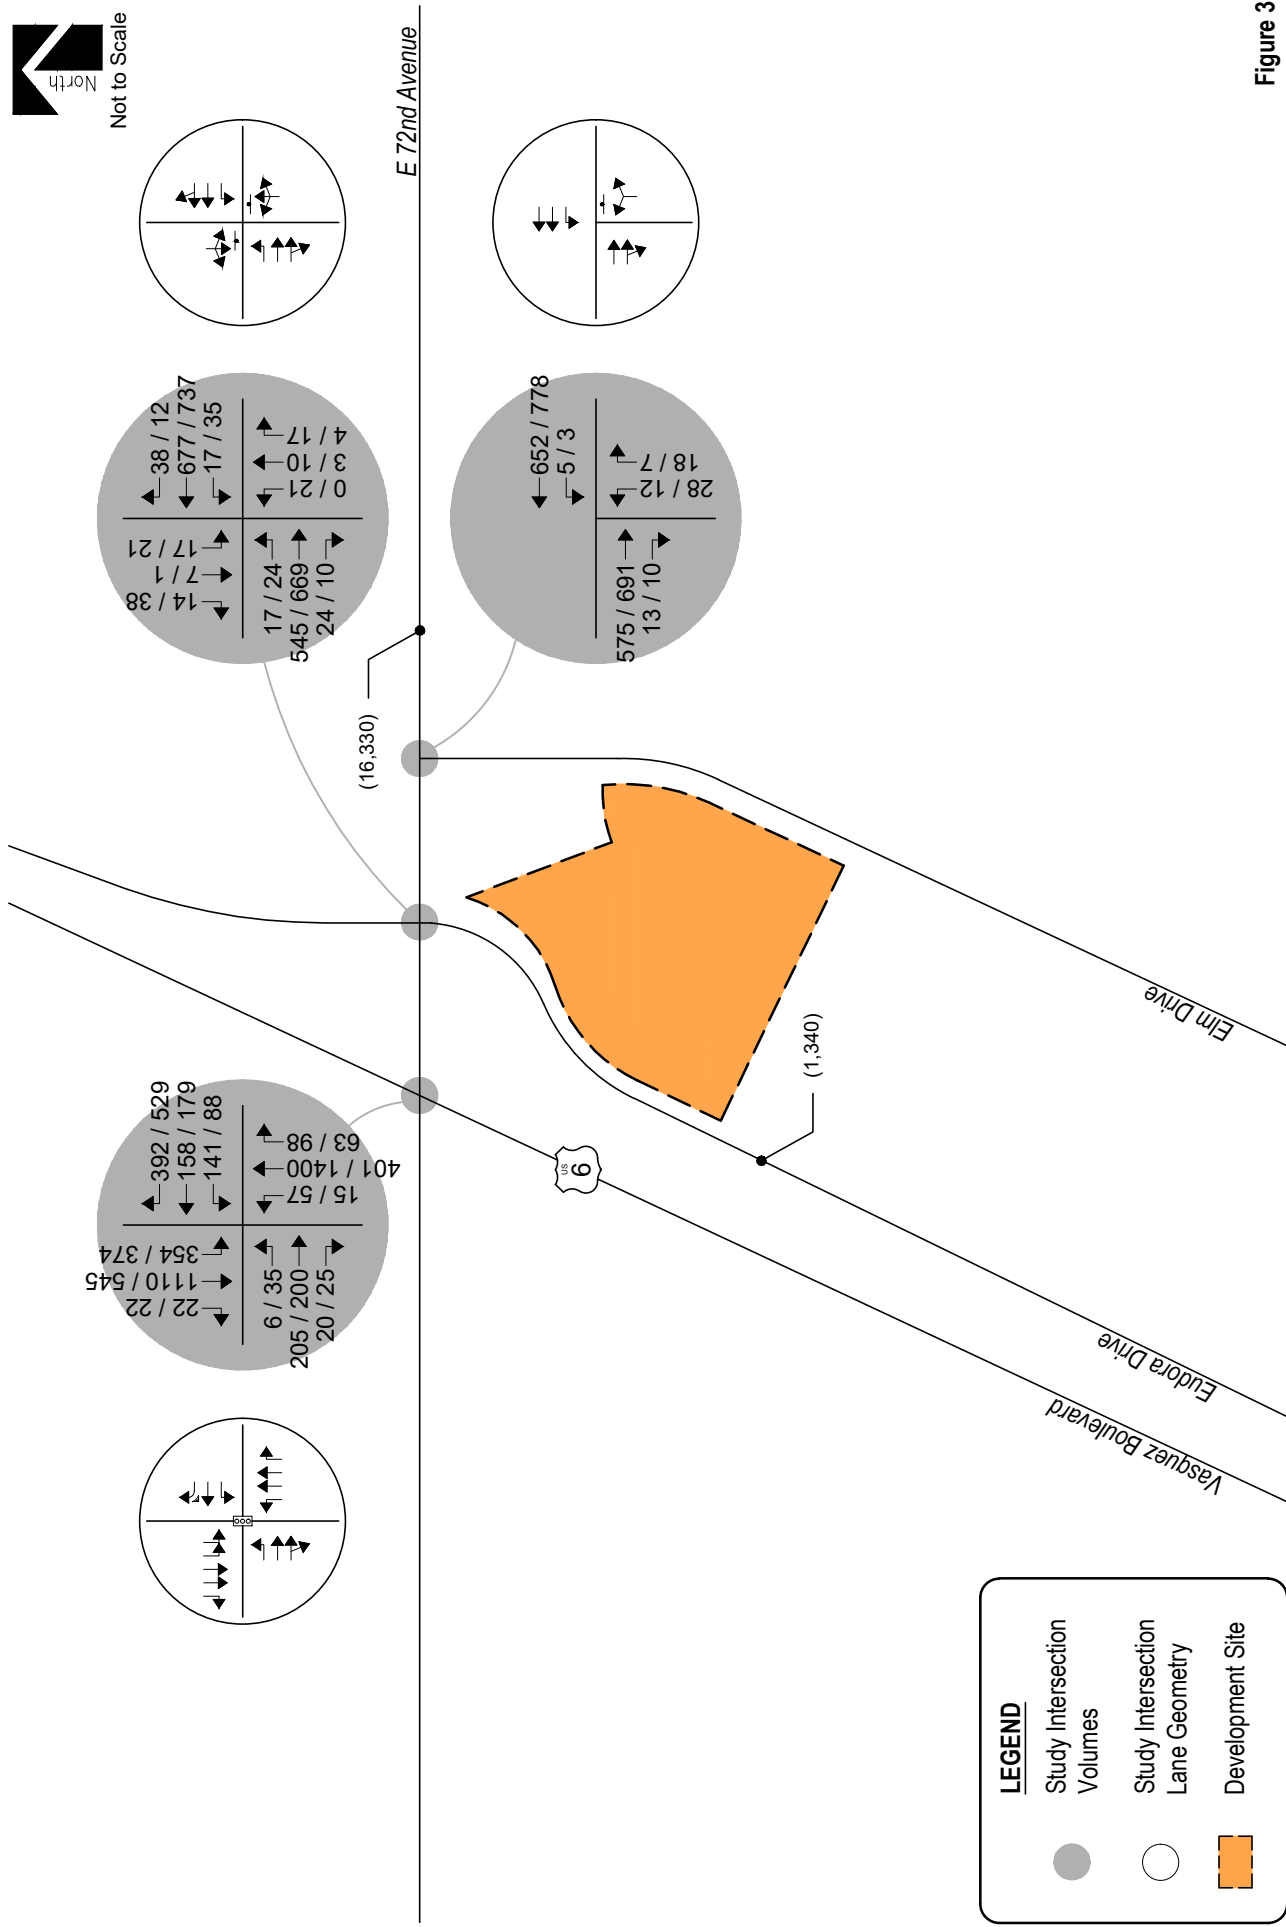 North
Not to Scale
E 72nd Avenue
38 / 12
677 / 737
17 / 35
14 / 38
7 / 1
17 / 21
17 / 24
545 / 669
24 / 10
0 / 21
3 / 10
4 / 17
652 / 778
5 / 3
575 / 691
13 / 10
28 / 12
18 / 7
(16,330)
392 / 529
158 / 179
141 / 88
22 / 22
1110 / 545
354 / 374
6 / 35
205 / 200
20 / 25
15 / 57
401 / 1400
63 / 98
US
6
(1,340)
Elm Drive
Eudora Drive
Vasquez Boulevard
LEGEND
Study Intersection
Volumes
Study Intersection
Lane Geometry
Development Site
Figure 3